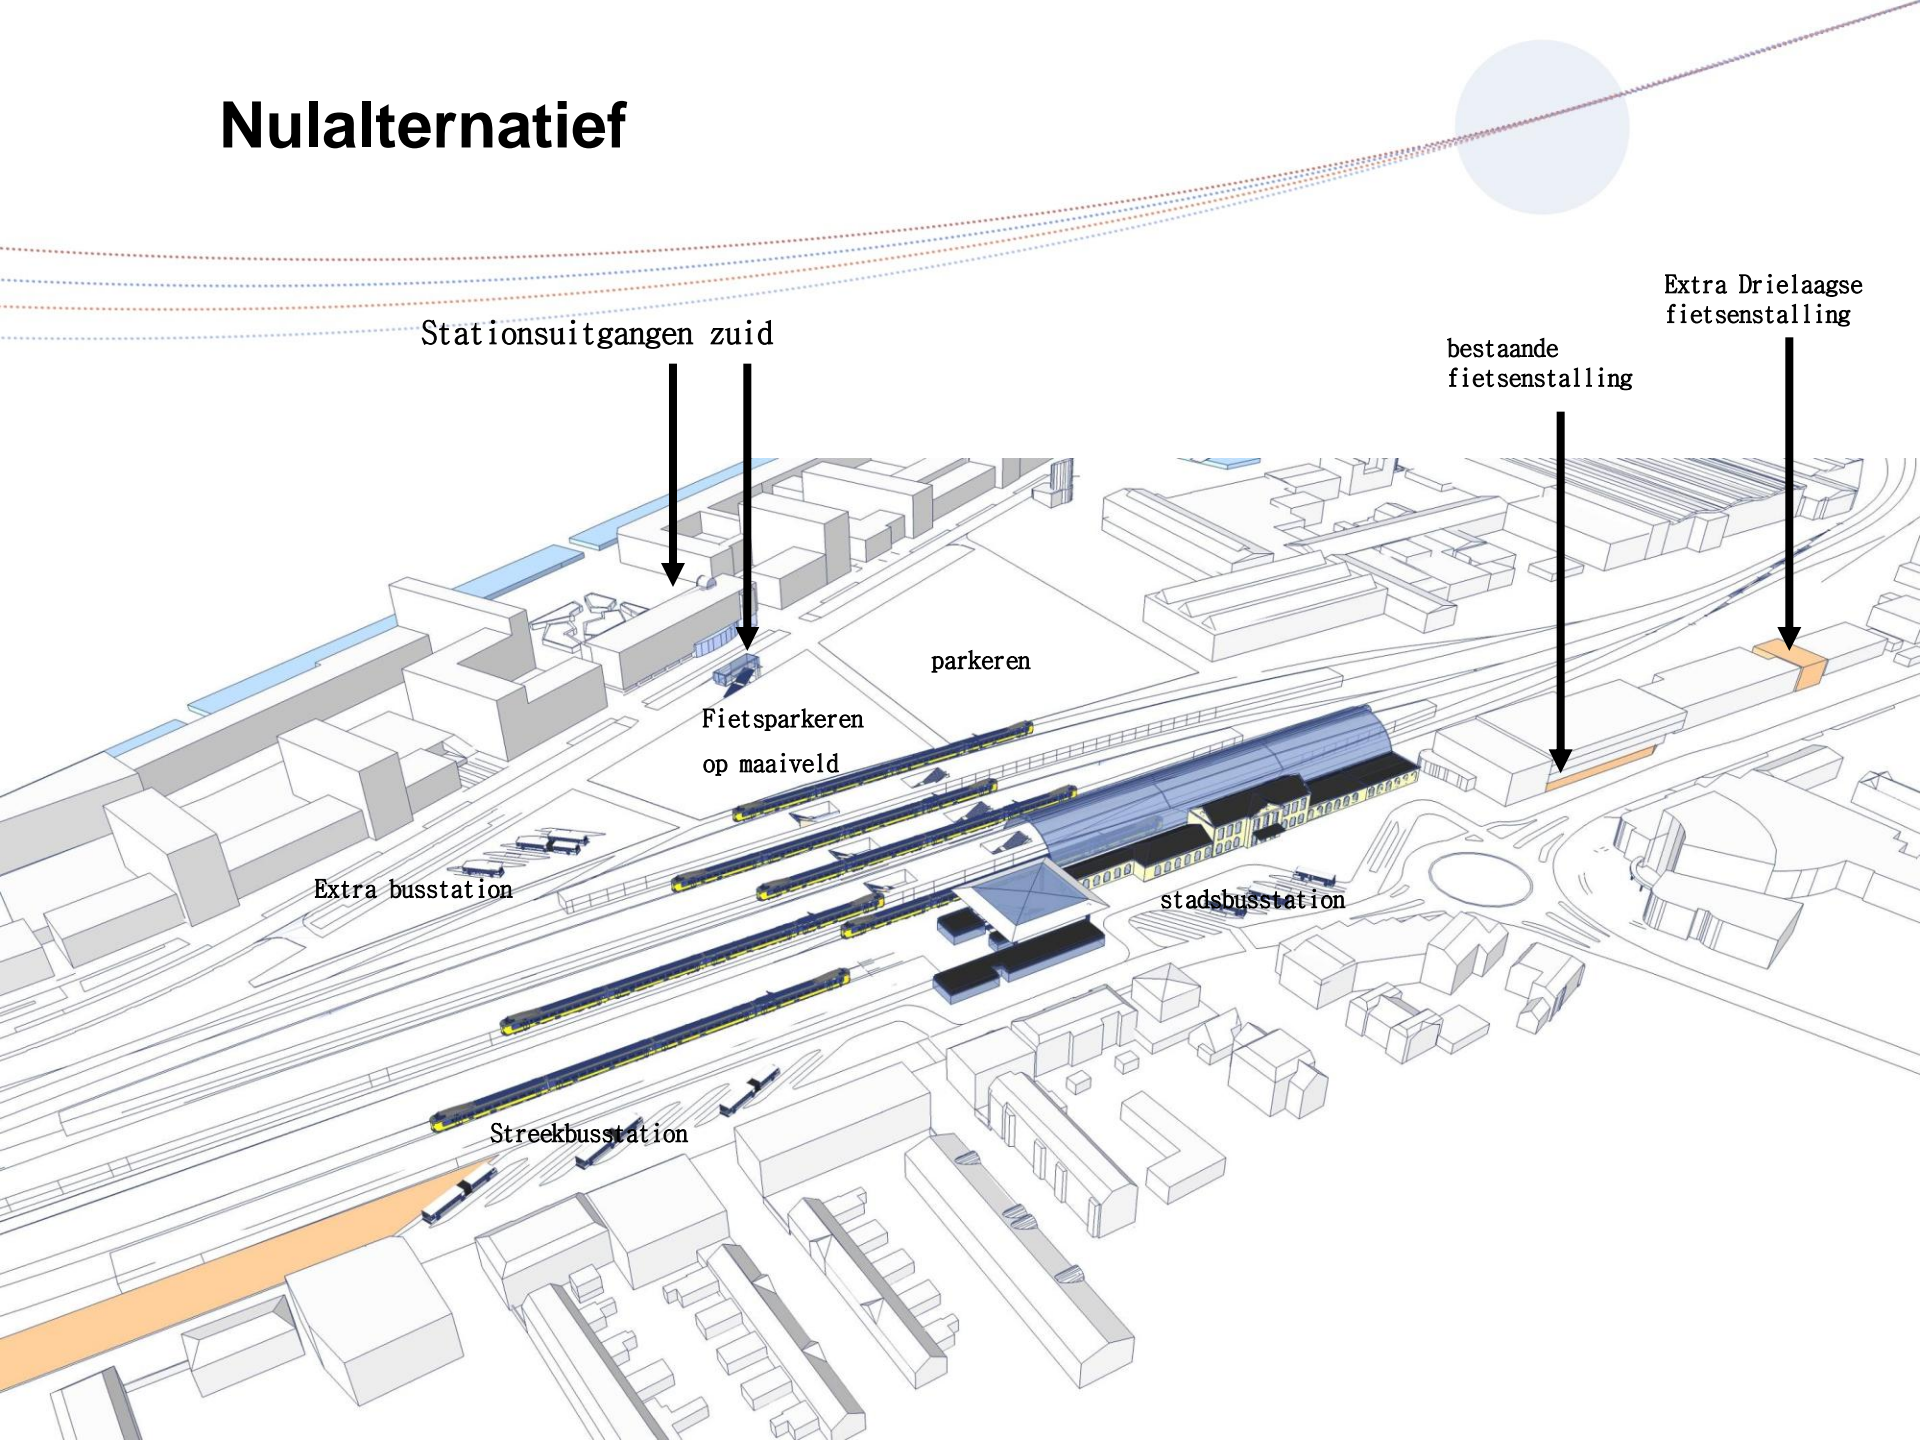 Nulalternatief
Extra Drielaagse
fietsenstalling
Stationsuitgangen zuid
bestaande
fietsenstalling
parkeren
Fietsparkeren
op maaiveld
Extra busstation
stadsbusstation
Streekbusstation